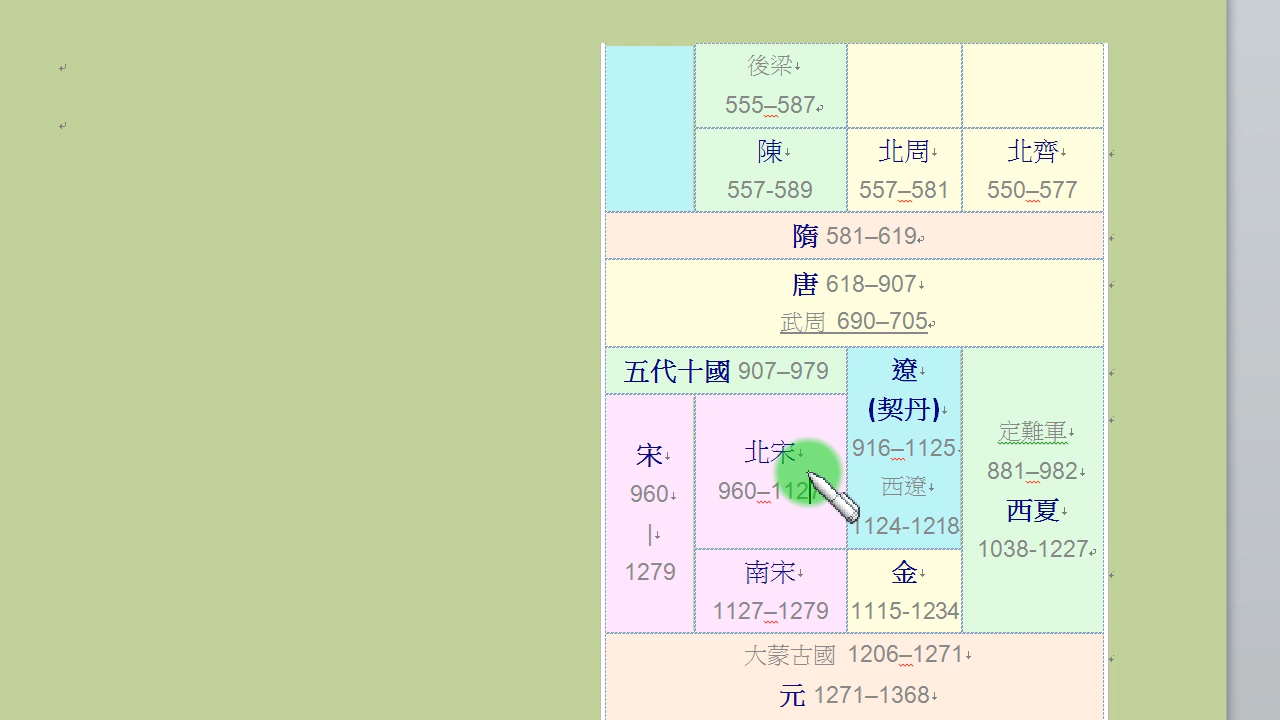 後梁
555–587
陳
557-589
北周
557–581
北齊
550–577
隋 581–619
唐 618–907
武周 690–705
五代十國 907–979
遼
(契丹)
916–1125
西遼
1124-1218
定難軍
881–982
西夏
1038-1227
宋
960
|
1279
北宋
960–1127
南宋
1127–1279
金
1115-1234
大蒙古國 1206–1271
元 1271–1368